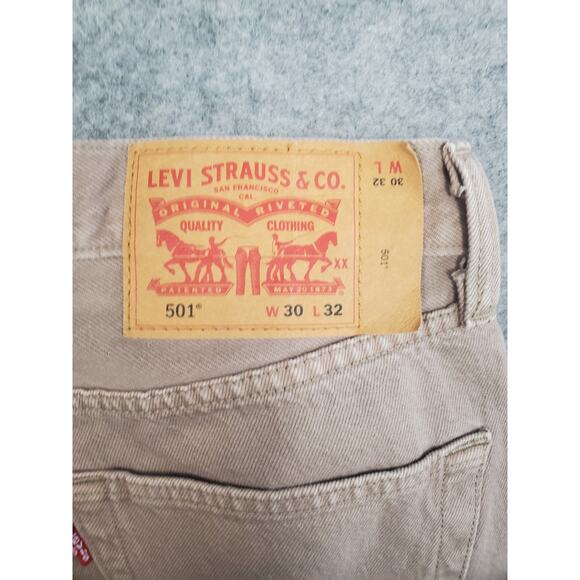 LEVI STRAUSS & CO.
SAN FRANCISCO
CAL.
ORIGINAL RIVETED
QUALITY CLOTHING
XX
PATENTED MAY 20 1873
501® W 30 L 32
W L
30 32
501®